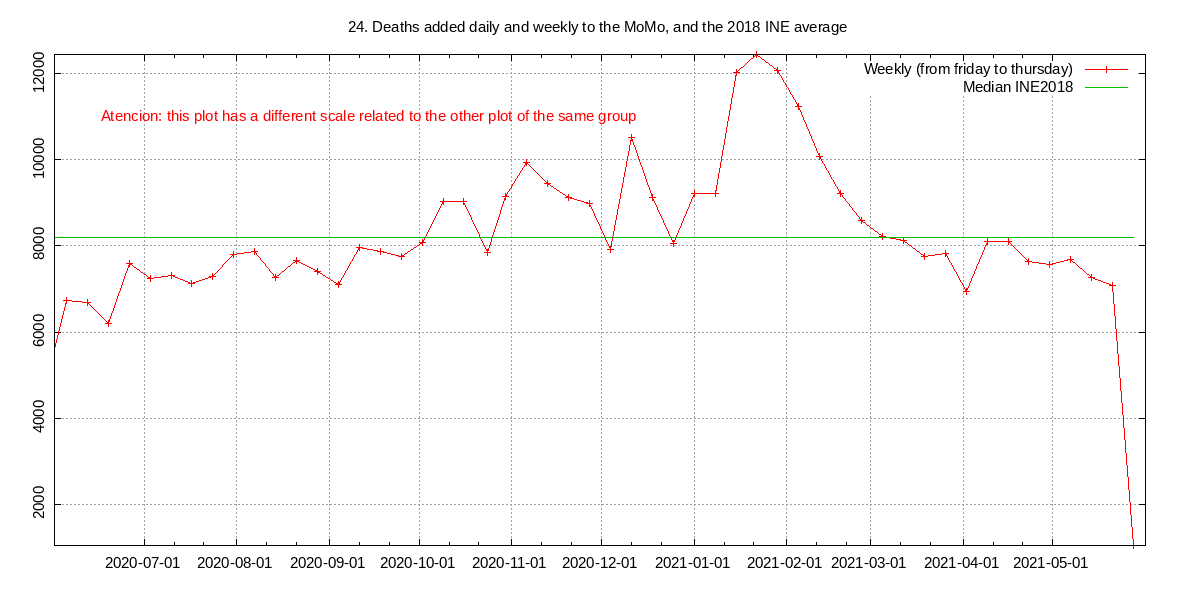 24. Deaths added daily and weekly to the MoMo, and the 2018 INE average
Weekly (from friday to thursday)
Median INE2018
Atencion: this plot has a different scale related to the other plot of the same group
12000
10000
8000
6000
4000
2000
2020-07-01 2020-08-01 2020-09-01 2020-10-01 2020-11-01 2020-12-01 2021-01-01 2021-02-01 2021-03-01 2021-04-01 2021-05-01